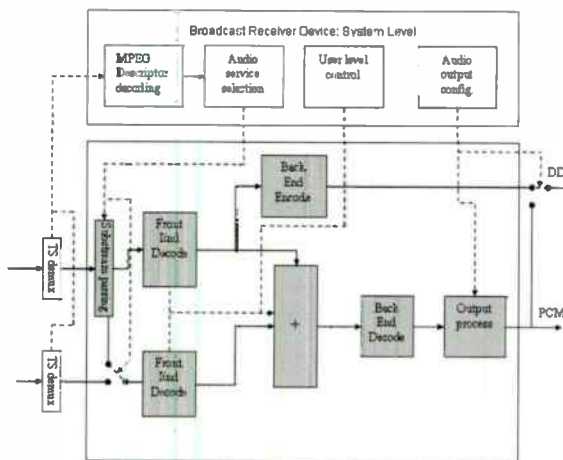 Broadcast Receiver Device: System Level
MPEG
Descriptor
decoding
Audio
service
selection
User level
control
Audio
output
config.
Back
End
Encode
DD
Substream parsing
Front
End
Decode
TS demux
+
Back
End
Decode
Output
process
PCM
TS demux
Front
End
Decode